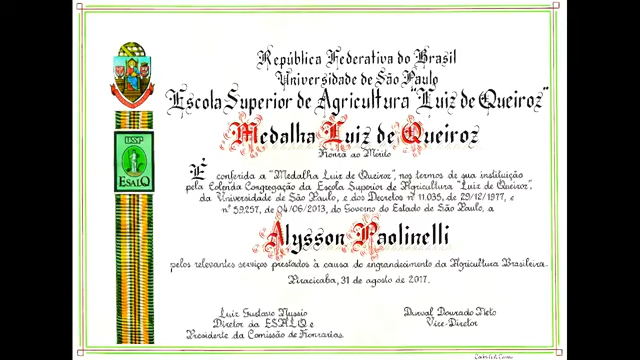 República Federativa do Brasil
Universidade de São Paulo
Escola Superior de Agricultura "Luiz de Queiroz"
Medalha Luiz de Queiroz
Honra ao Mérito
É conferida a "Medalha Luiz de Queiroz", nos termos de sua instituição
pela Colenda Congregação da Escola Superior de Agricultura "Luiz de Queiroz",
da Universidade de São Paulo, e dos Decretos nº 11.035, de 29/12/1977, e
nº 59.257, de 04/06/2013, do Governo do Estado de São Paulo, a
Alysson Paolinelli
pelos relevantes serviços prestados à causa do engrandecimento da Agricultura Brasileira.
Piracicaba, 31 de agosto de 2017.
Luiz Gustavo Nussio
Diretor da ESALQ e
Presidente da Comissão de Honrarias
Durval Dourado Neto
Vice-Diretor
USP
ESALQ